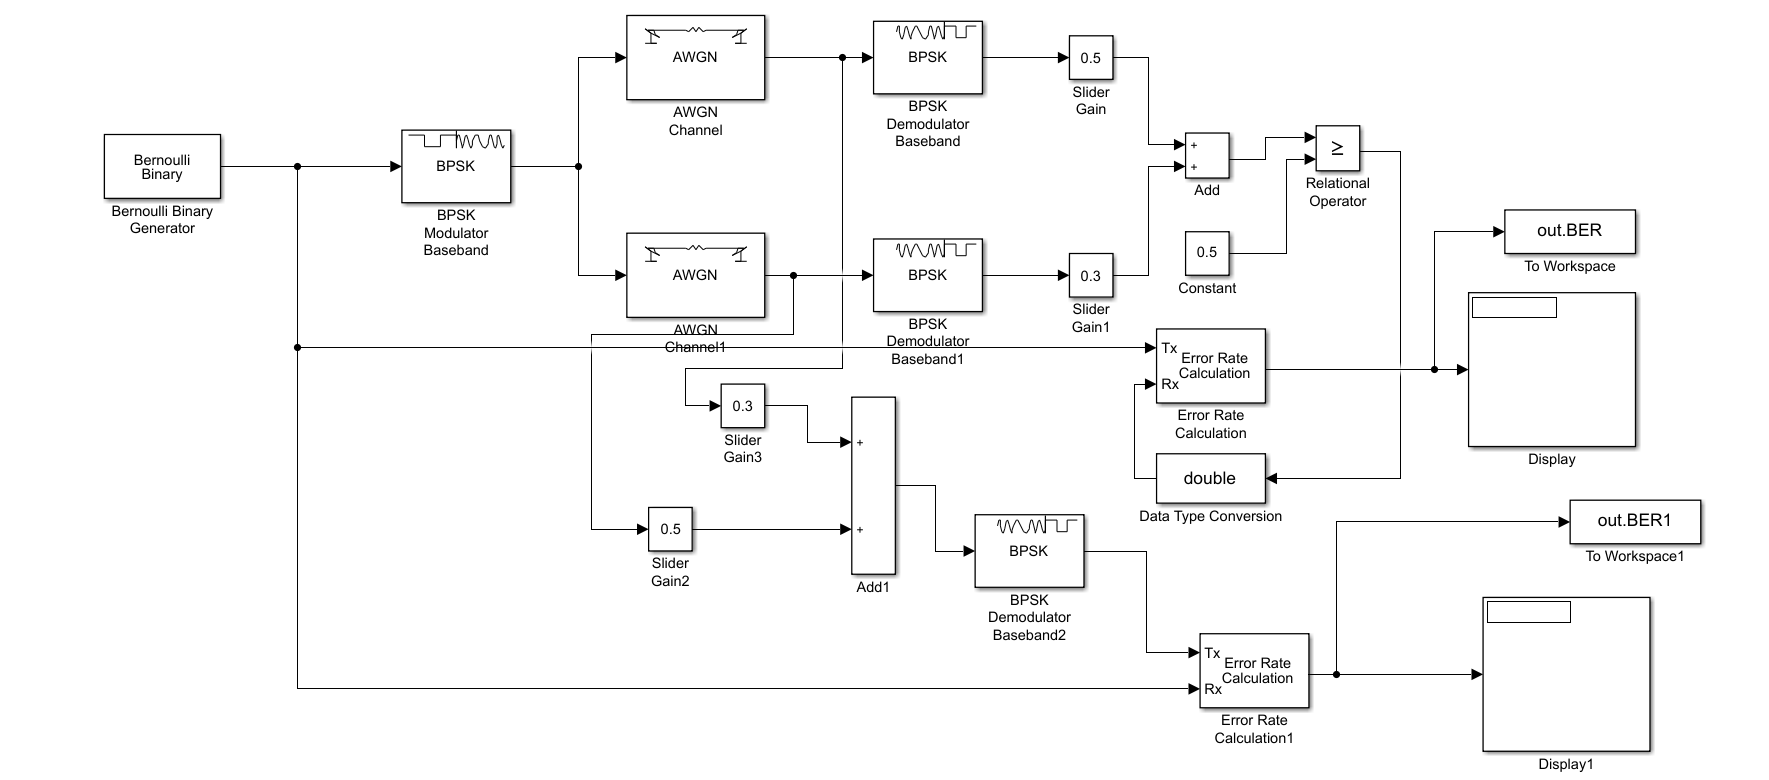 AWGN
AWGN
Channel
BPSK
BPSK
Demodulator
Baseband
0.5
Slider
Gain
Bernoulli
Binary
Bernoulli Binary
Generator
BPSK
BPSK
Modulator
Baseband
+
+
Add
≥
Relational
Operator
AWGN
AWGN
Channel1
BPSK
BPSK
Demodulator
Baseband1
0.3
Slider
Gain1
0.5
Constant
out.BER
To Workspace
Tx
Rx
Error Rate
Calculation
Error Rate
Calculation
Display
0.3
Slider
Gain3
+
+
Add1
double
Data Type Conversion
0.5
Slider
Gain2
BPSK
BPSK
Demodulator
Baseband2
out.BER1
To Workspace1
Tx
Rx
Error Rate
Calculation
Error Rate
Calculation1
Display1